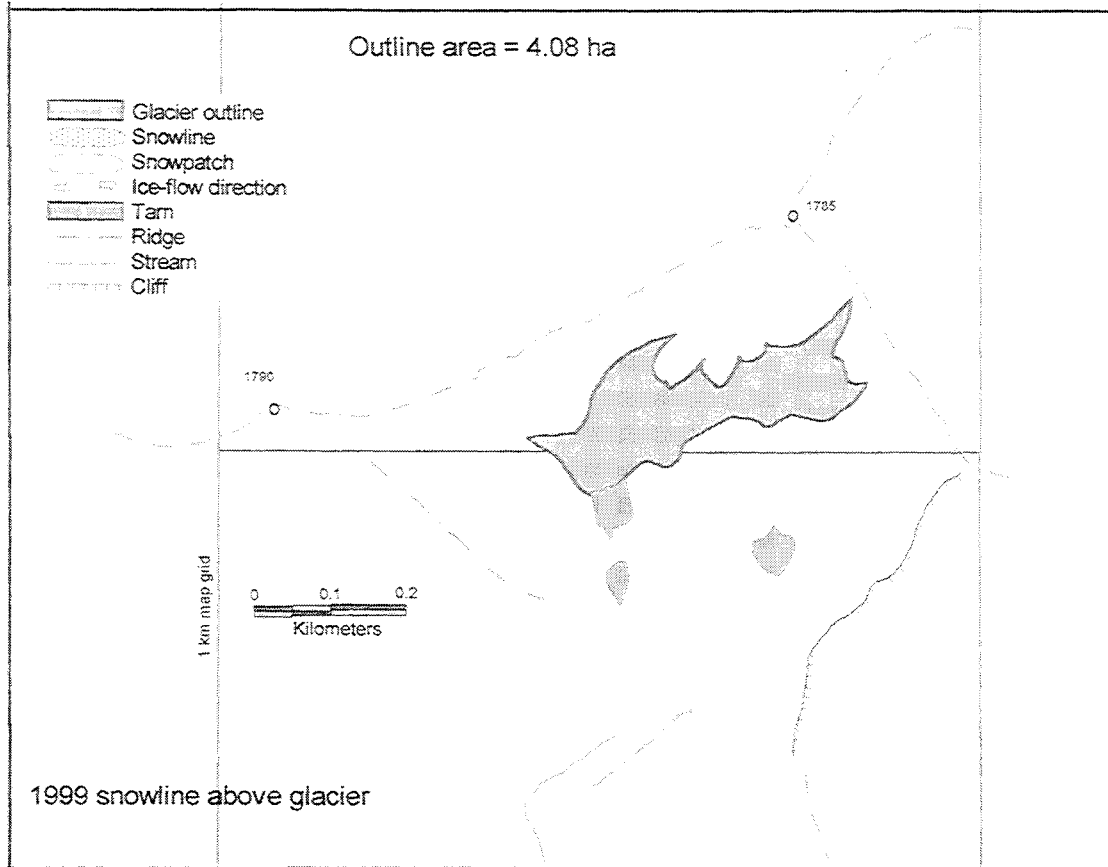 Outline area = 4.08 ha
Glacier outline
Snowline
Snowpatch
Ice-flow direction
Tarn
Ridge
Stream
Cliff
1785
1790
1 km map grid
0 0.1 0.2
Kilometers
1999 snowline above glacier